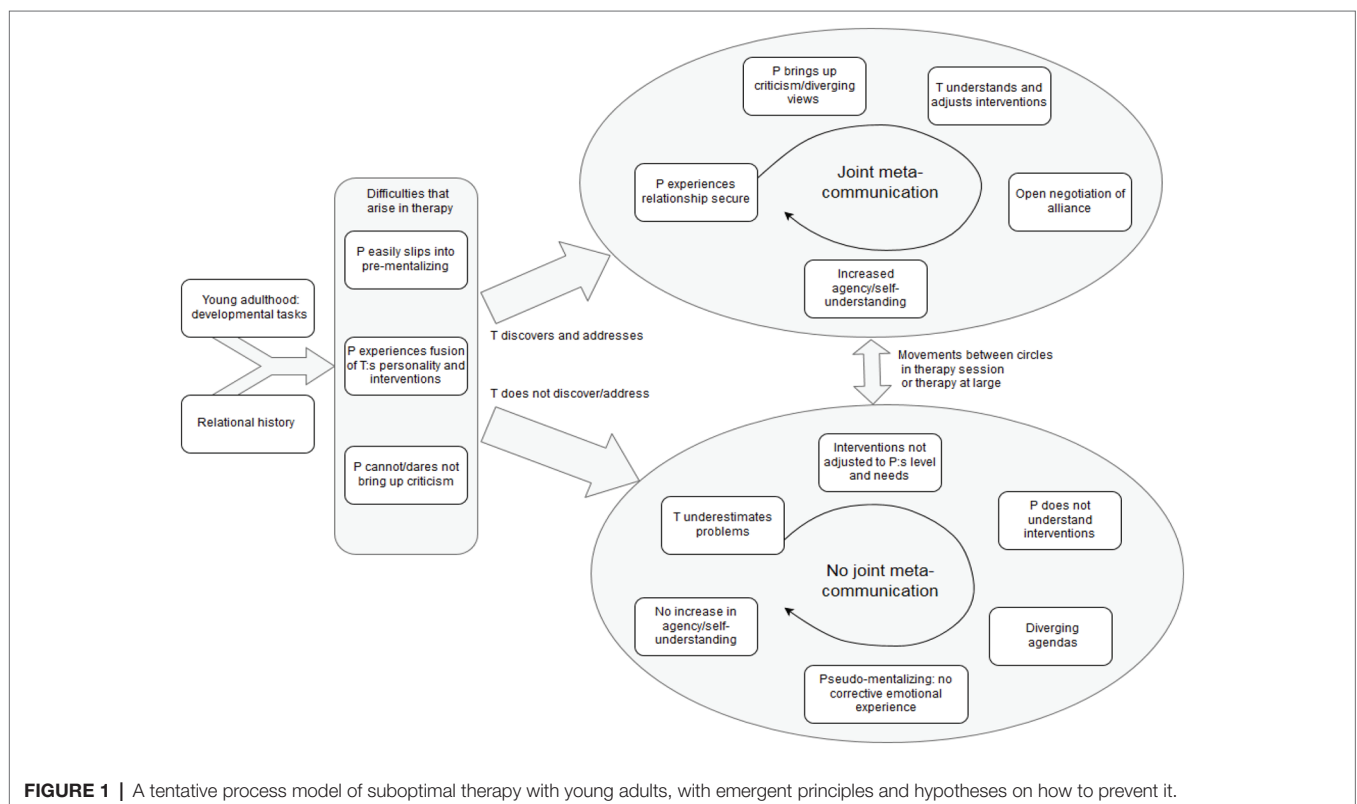 Young adulthood:
developmental tasks
Relational history
Difficulties that
arise in therapy
P easily slips into
pre-mentalizing
P experiences fusion
of T:s personality and
interventions
P cannot/dares not
bring up criticism
T discovers and addresses
T does not discover/address
P brings up
criticism/diverging
views
T understands and
adjusts interventions
P experiences
relationship secure
Joint meta-
communication
Open negotiation of
alliance
Increased
agency/self-
understanding
Movements between circles
in therapy session
or therapy at large
Interventions not
adjusted to P:s level
and needs
T underestimates
problems
P does not
understand
interventions
No joint meta-
communication
No increase in
agency/self-
understanding
Diverging
agendas
Pseudo-mentalizing: no
corrective emotional
experience
FIGURE 1 | A tentative process model of suboptimal therapy with young adults, with emergent principles and hypotheses on how to prevent it.